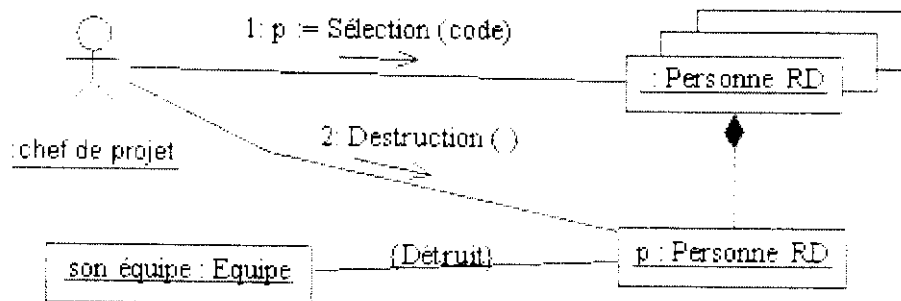 1: p := Sélection (code)
: Personne RD
: chef de projet
2: Destruction ( )
son équipe : Equipe
{Détruit}
p : Personne RD